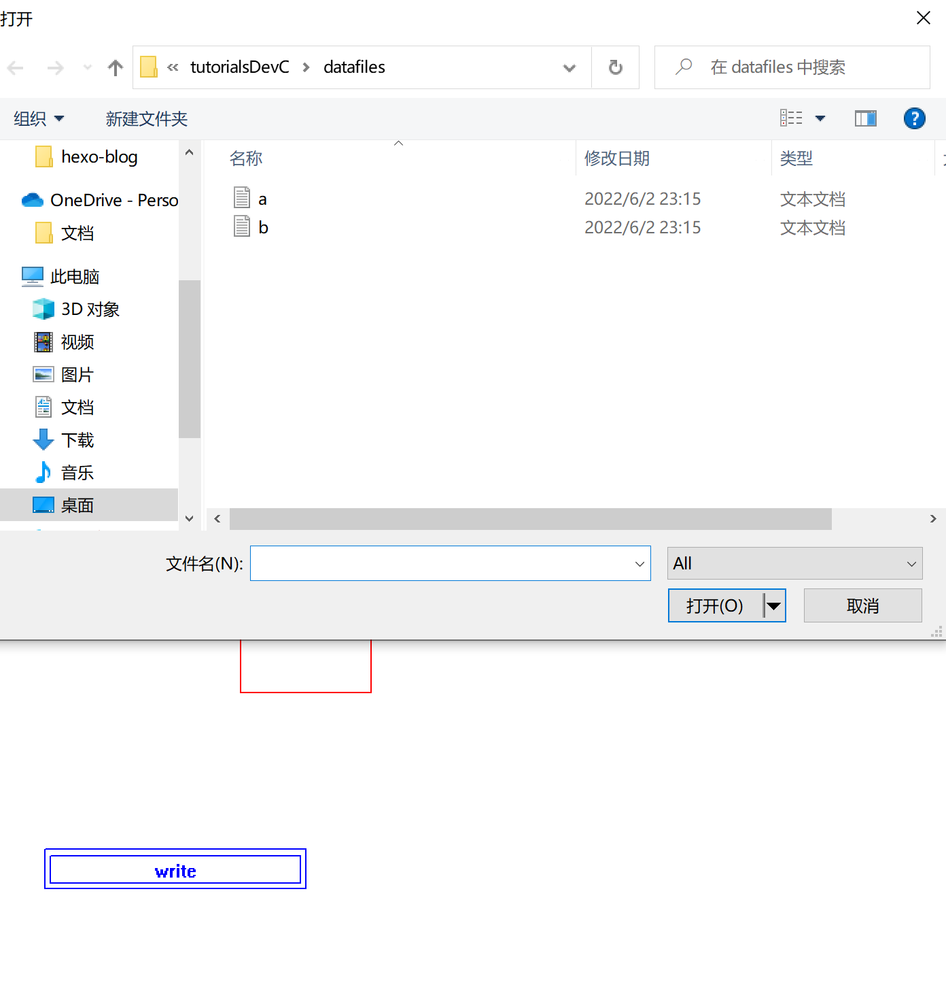 打开
tutorialsDevC datafiles
在 datafiles 中搜索
组织 新建文件夹
hexo-blog
OneDrive - Perso
文档
此电脑
3D 对象
视频
图片
文档
下载
音乐
桌面
名称 修改日期 类型
a 2022/6/2 23:15 文本文档
b 2022/6/2 23:15 文本文档
文件名(N):
All
打开(O) 取消
write